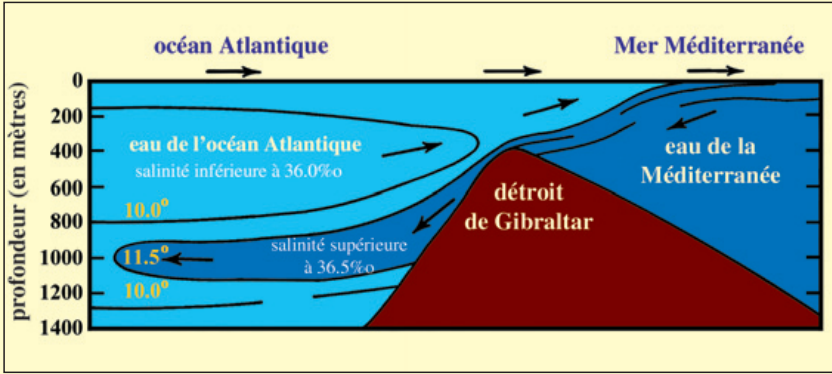 océan Atlantique
Mer Méditerranée
profondeur (en mètres)
0
200
400
600
800
1000
1200
1400
eau de l'océan Atlantique
salinité inférieure à 36.0%o
10.0°
11.5°
10.0°
salinité supérieure
à 36.5%o
détroit
de Gibraltar
eau de la
Méditerranée